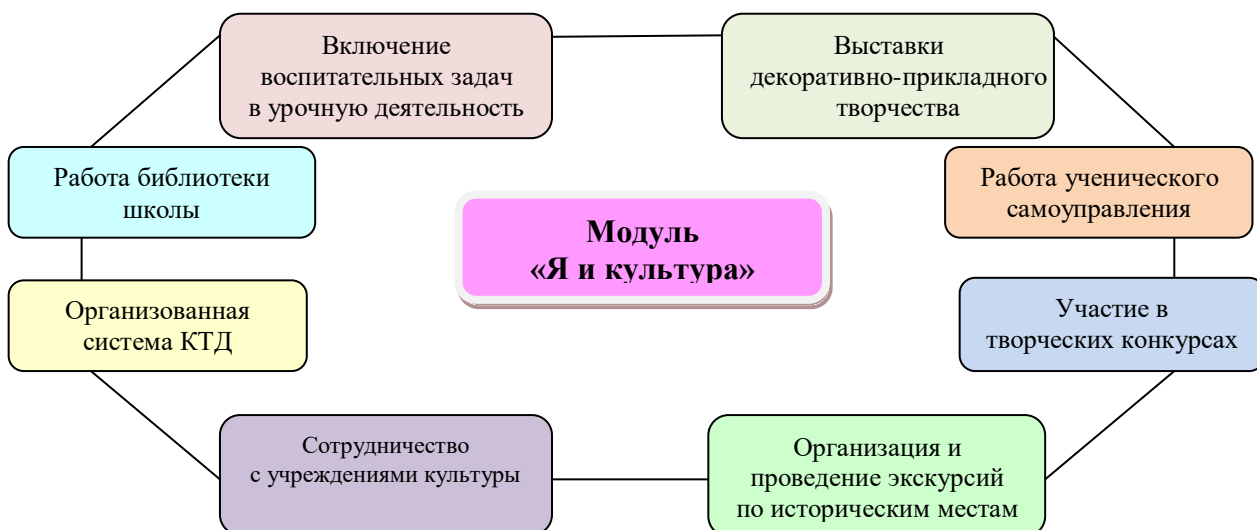 Включение
воспитательных задач
в урочную деятельность
Выставки
декоративно-прикладного
творчества
Работа библиотеки
школы
Работа ученического
самоуправления
Модуль
«Я и культура»
Организованная
система КТД
Участие в
творческих конкурсах
Сотрудничество
с учреждениями культуры
Организация и
проведение экскурсий
по историческим местам